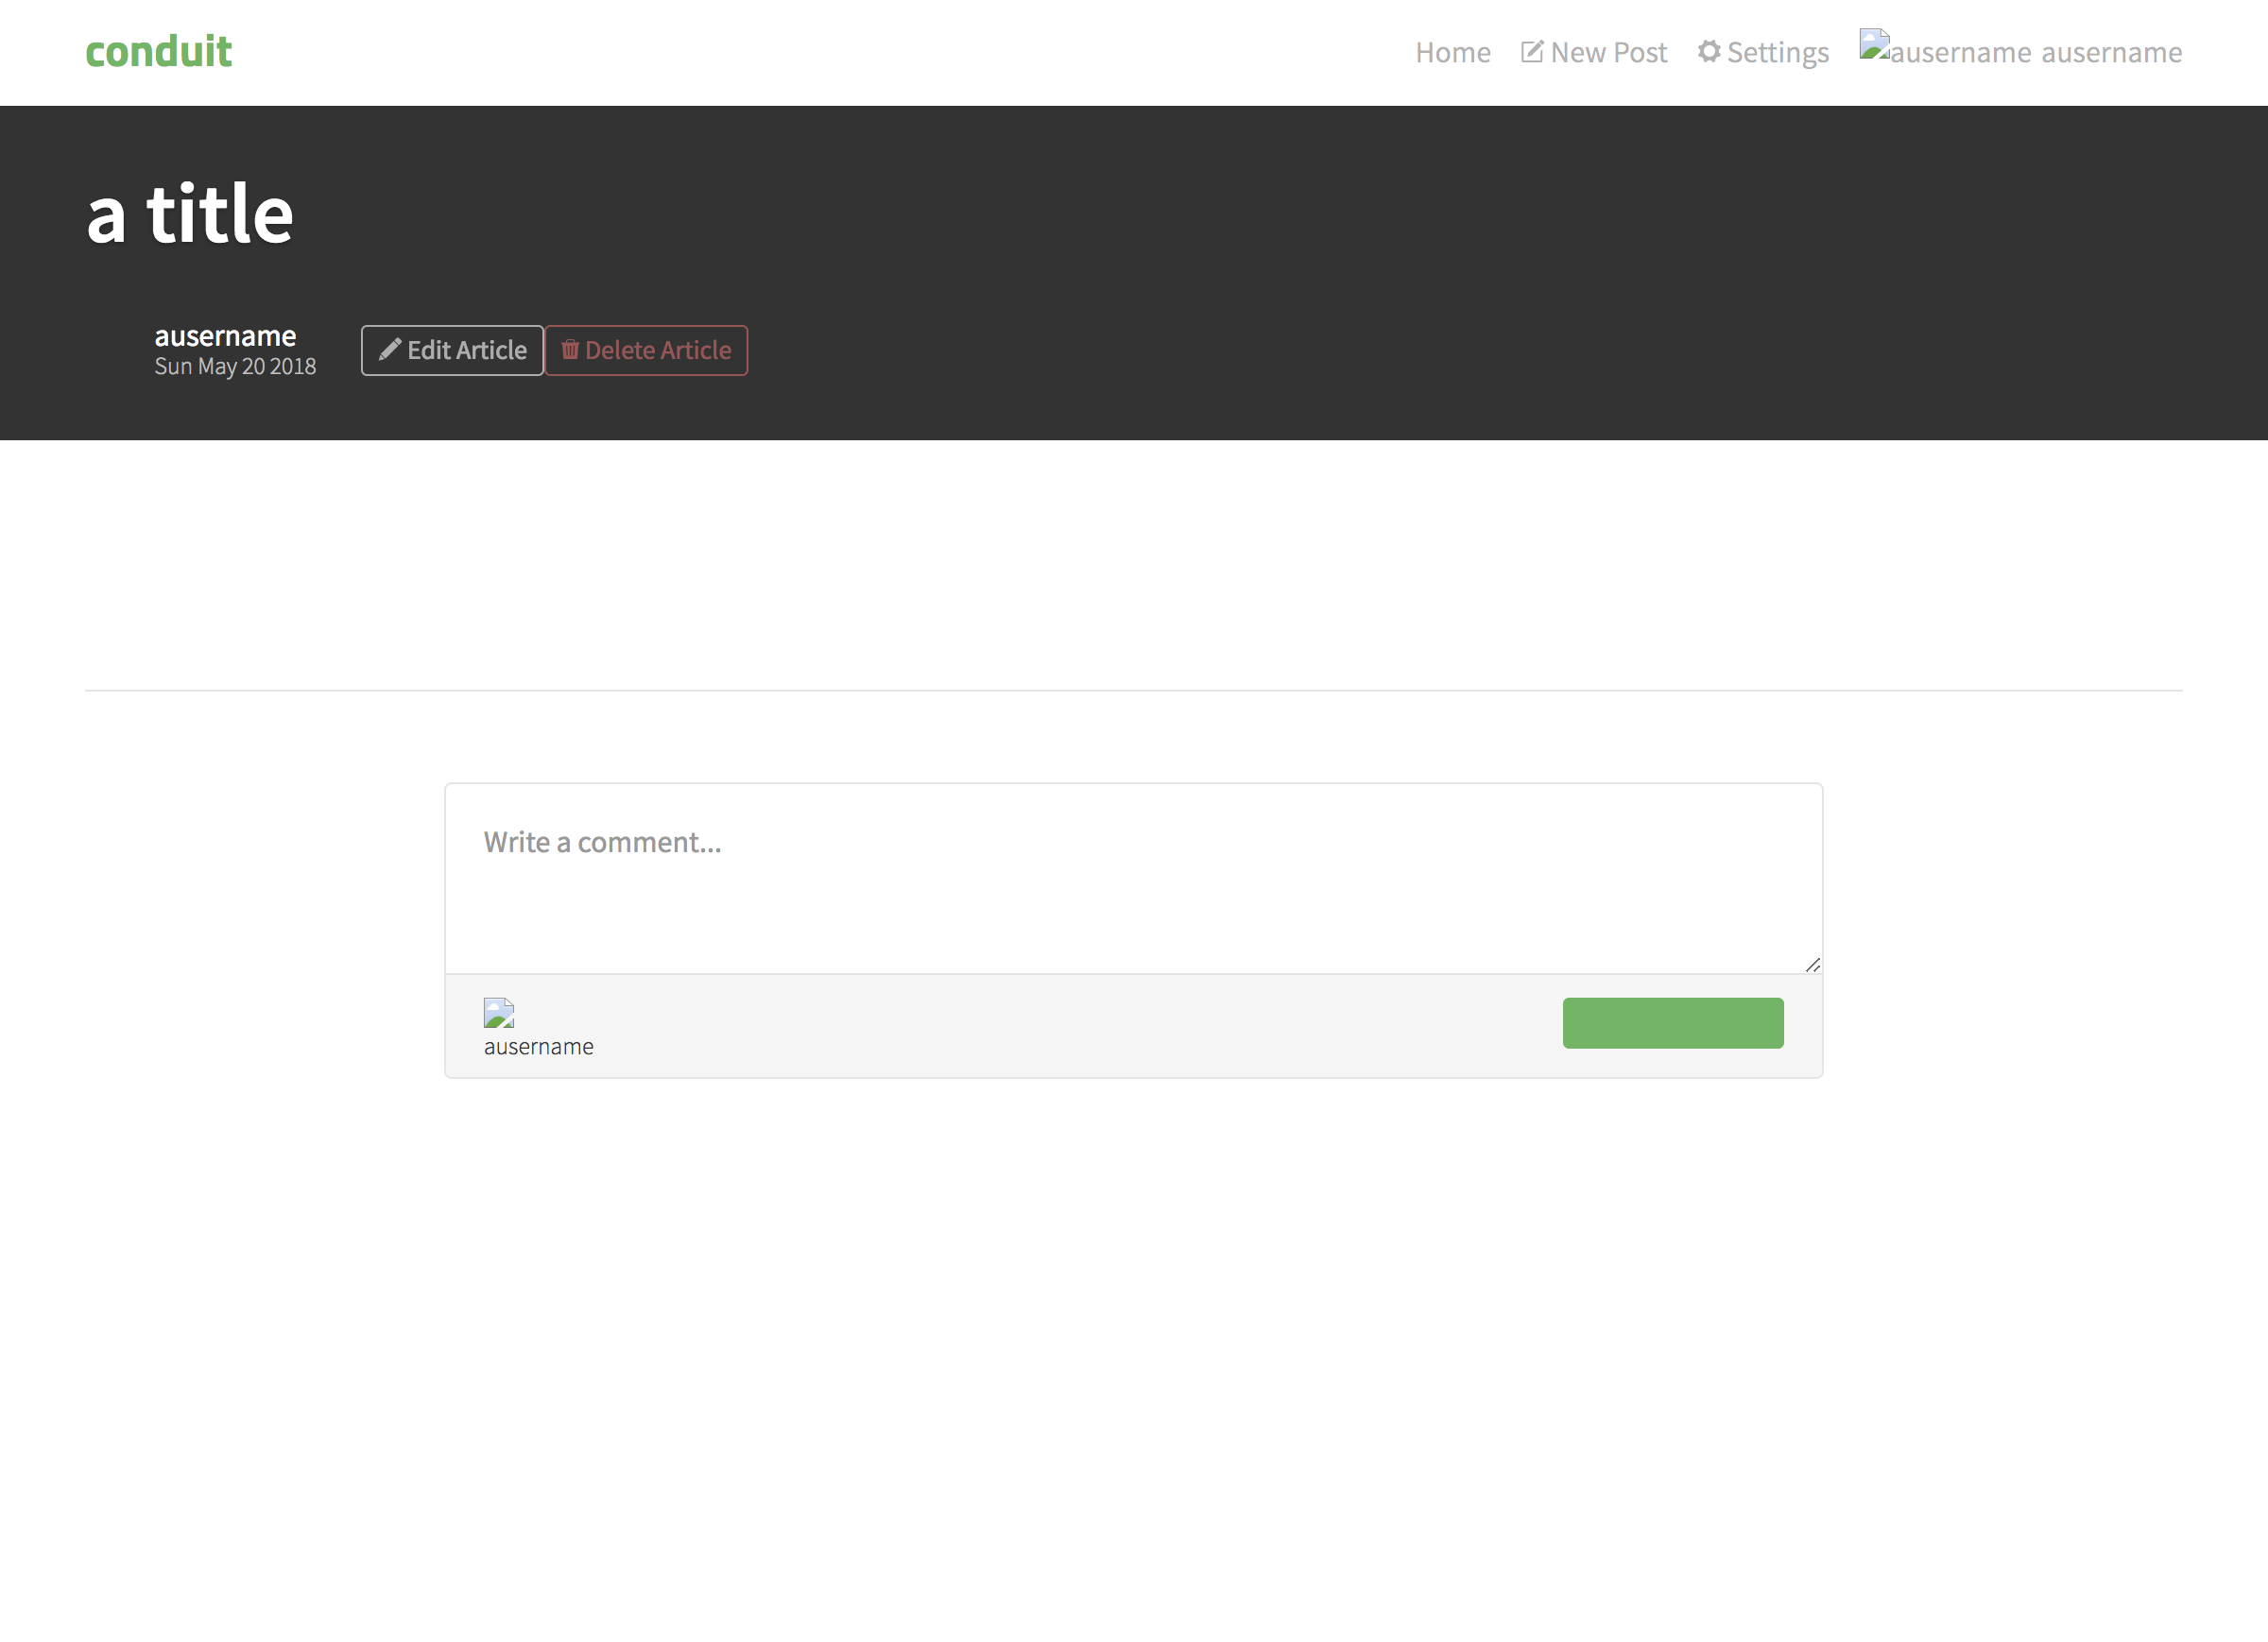 conduit
Home New Post Settings ausername ausername
a title
ausername
Sun May 20 2018
Edit Article Delete Article
Write a comment...
ausername